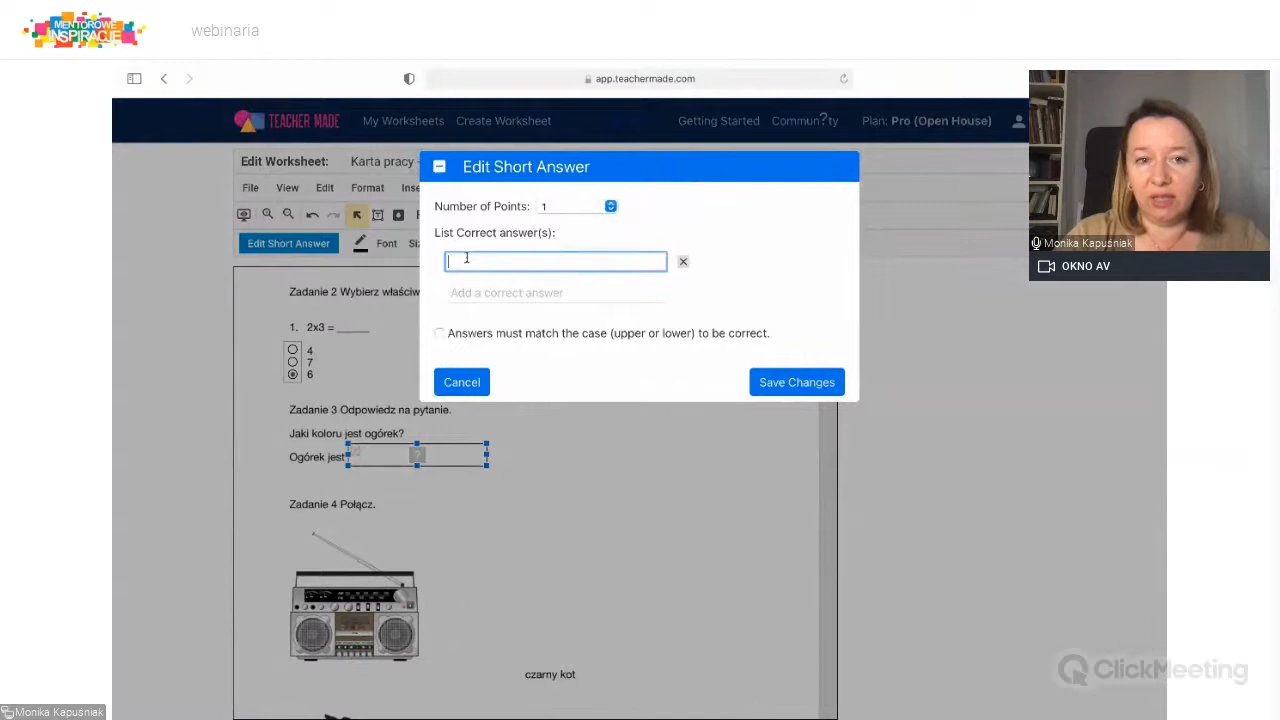 MENTOROWE
INSPIRACJE
webinaria
app.teachermade.com
TEACHER MADE
My Worksheets
Create Worksheet
Getting Started
Commun?ty
Plan: Pro (Open House)
Edit Worksheet:
Karta pracy
File
View
Edit
Format
Edit Short Answer
Font
Edit Short Answer
Number of Points: 1
List Correct answer(s):
Add a correct answer
Answers must match the case (upper or lower) to be correct.
Cancel
Save Changes
Zadanie 2 Wybierz
1. 2x3 = _____
4
7
6
Zadanie 3 Odpowiedz na pytanie.
Jaki koloru jest ogórek?
Ogórek jest
?
Zadanie 4 Połącz.
czarny kot
Monika Kapuśniak
OKNO AV
ClickMeeting
Monika Kapuśniak